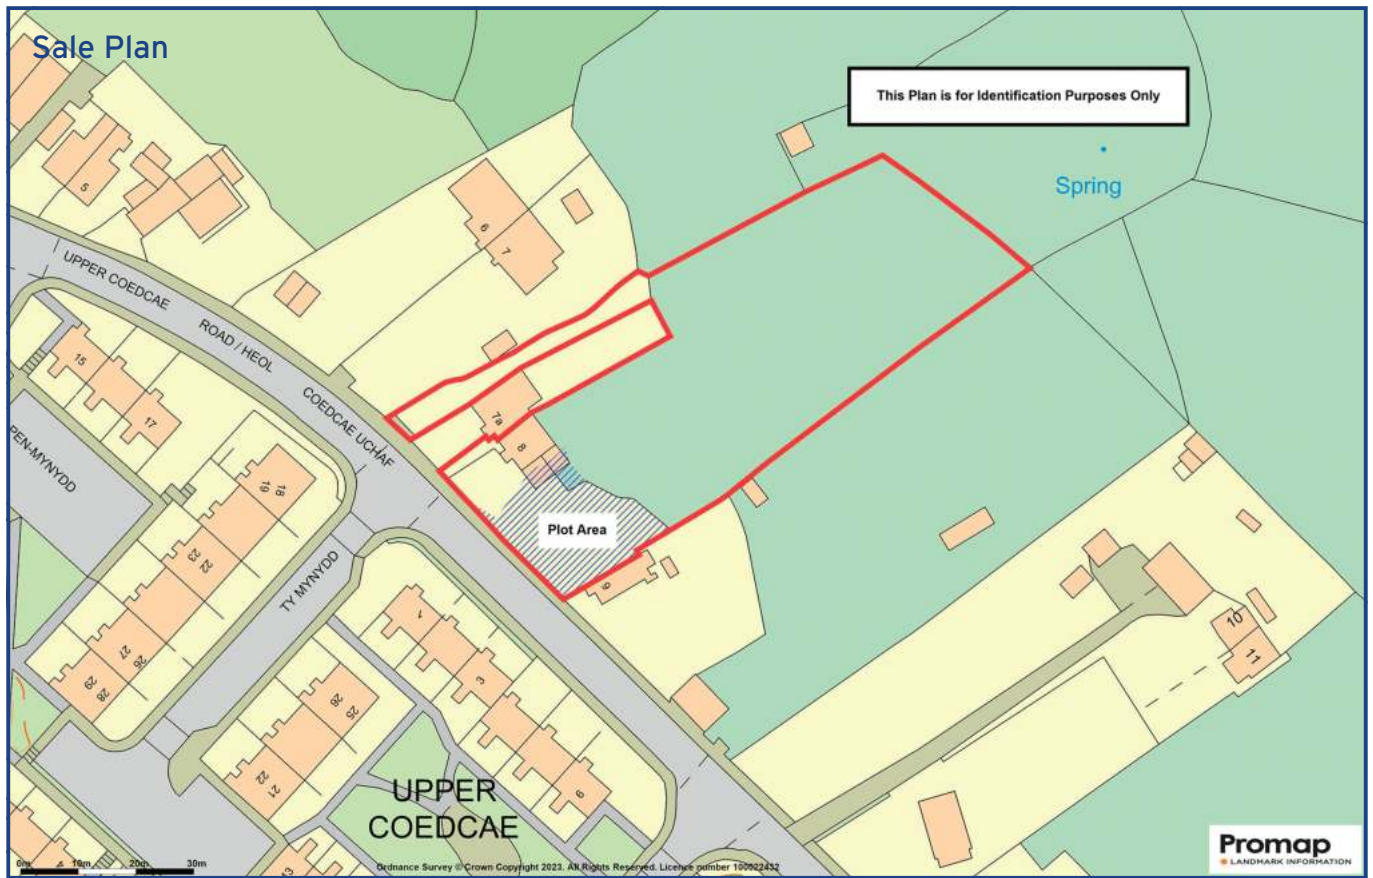 Sale Plan
This Plan is for Identification Purposes Only
Spring
5
6
7
UPPER COEDCAE
ROAD / HEOL
COEDCAE UCHAF
15
17
7a
8
PEN-MYNYDD
19
18
Plot Area
23
22
TY MYNYDD
9
1
10
11
27
26
3
29
28
26
25
22
21
6
UPPER
COEDCAE
13
0m
10m
20m
30m
Ordnance Survey © Crown Copyright 2023. All Rights Reserved. Licence number 100022432
Promap
LANDMARK INFORMATION